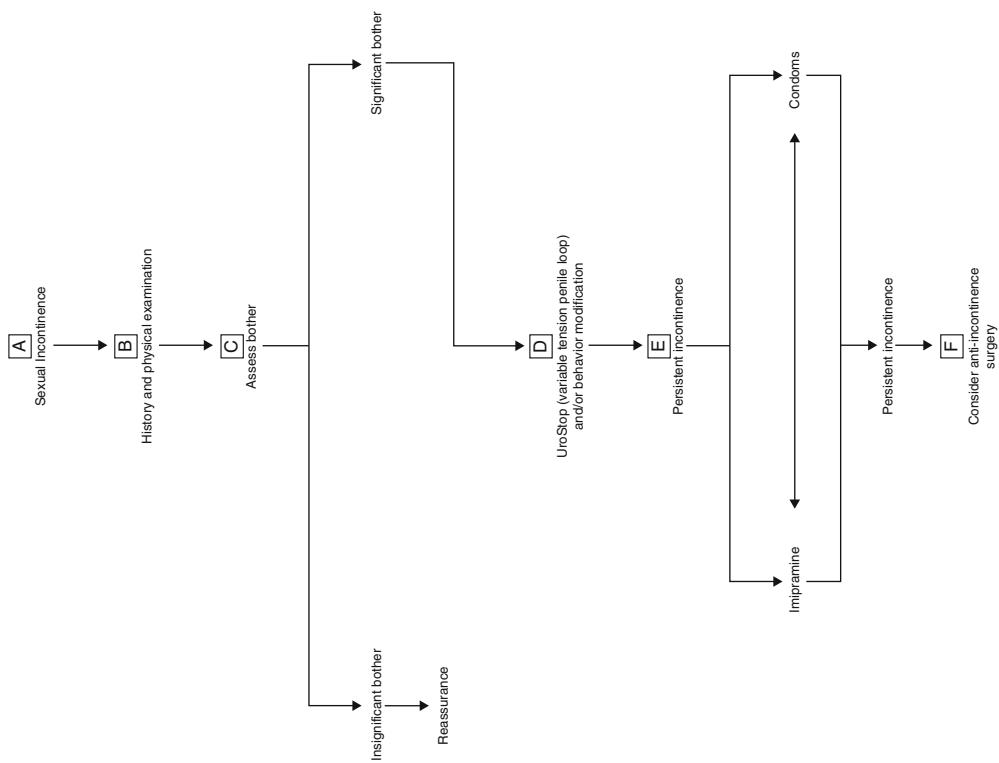 A
Sexual Incontinence
B
History and physical examination
C
Assess bother
Insignificant bother
Significant bother
Reassurance
D
UroStop (variable tension penile loop)
and/or behavior modification
E
Persistent incontinence
Imipramine
Condoms
Persistent incontinence
F
Consider anti-incontinence
surgery